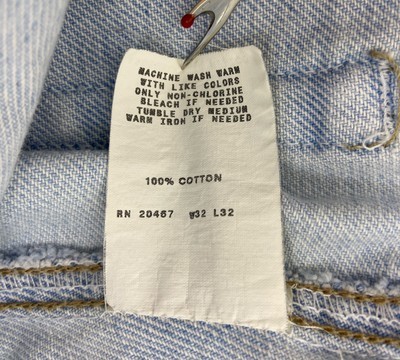 MACHINE WASH WARM
WITH LIKE COLORS
ONLY NON-CHLORINE
BLEACH IF NEEDED
TUMBLE DRY MEDIUM
WARM IRON IF NEEDED
100% COTTON
RN 20467 W32 L32